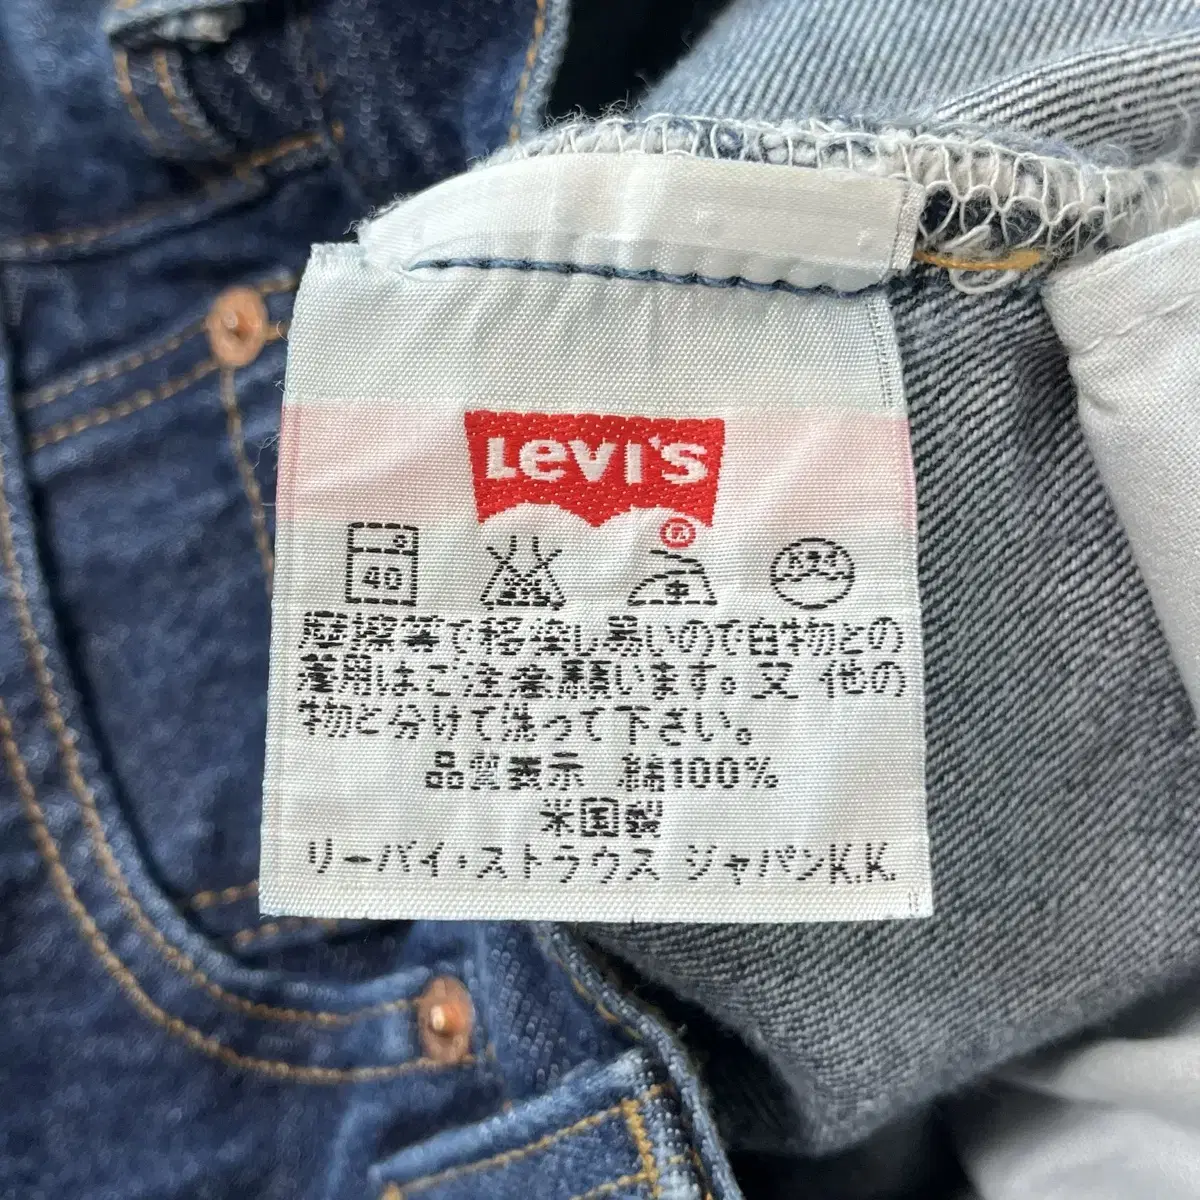 Levi's
®
40
摩擦等で移染し易いので白物との
着用はご注意願います。又 他の
物と分けて洗って下さい。
品質表示 綿100%
米国製
リーバイ・ストラウス ジャパンK.K.